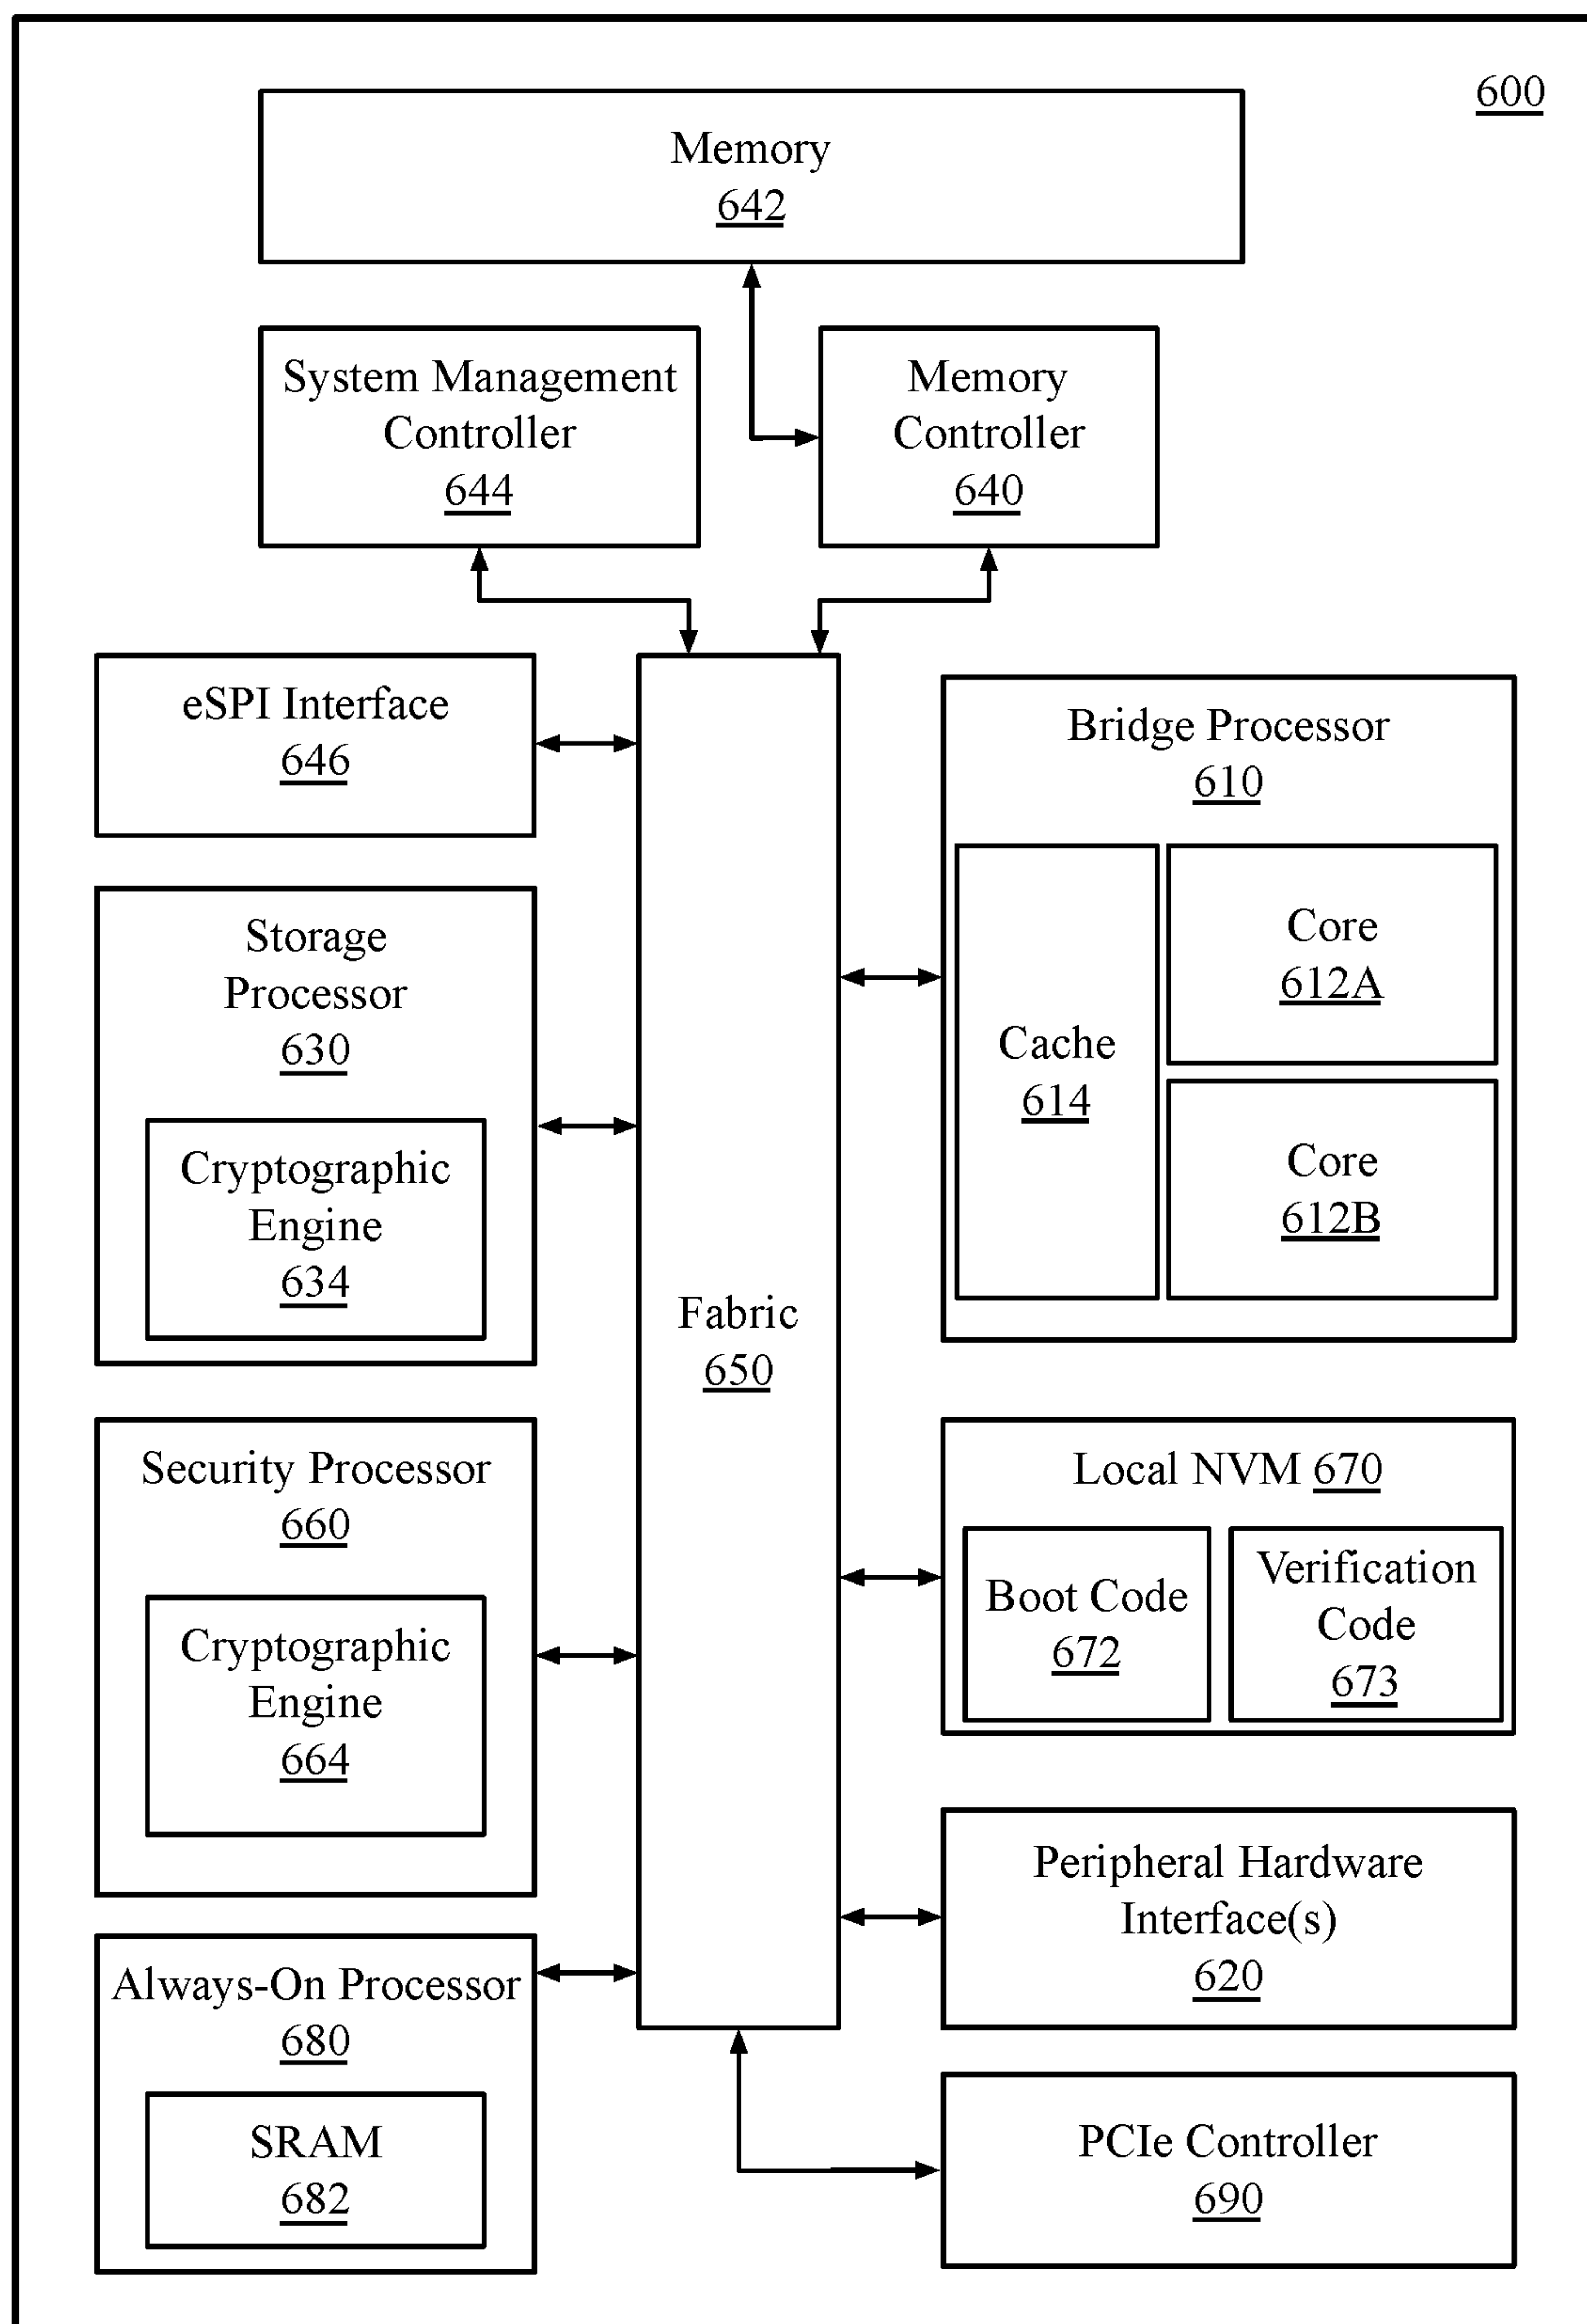 600
Memory
642
System Management
Controller
644
Memory
Controller
640
eSPI Interface
646
Storage
Processor
630
Cryptographic
Engine
634
Security Processor
660
Cryptographic
Engine
664
Always-On Processor
680
SRAM
682
Fabric
650
Bridge Processor
610
Cache
614
Core
612A
Core
612B
Local NVM 670
Boot Code
672
Verification
Code
673
Peripheral Hardware
Interface(s)
620
PCIe Controller
690